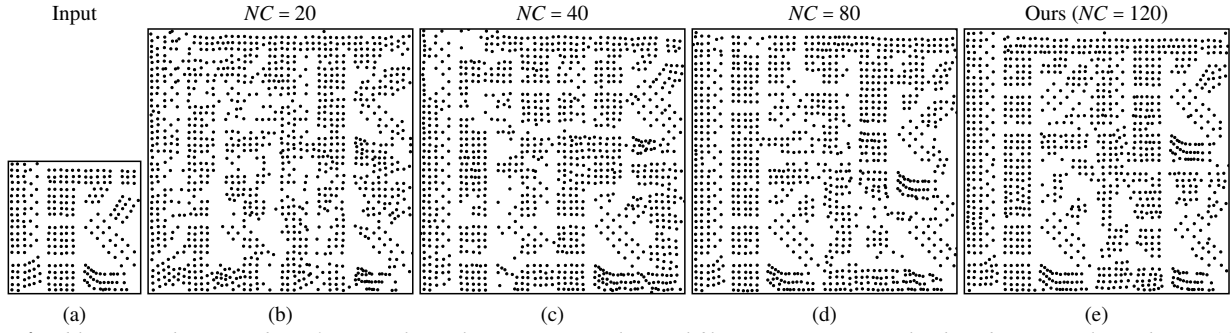 Input NC = 20 NC = 40 NC = 80 Ours (NC = 120)
(a) (b) (c) (d) (e)